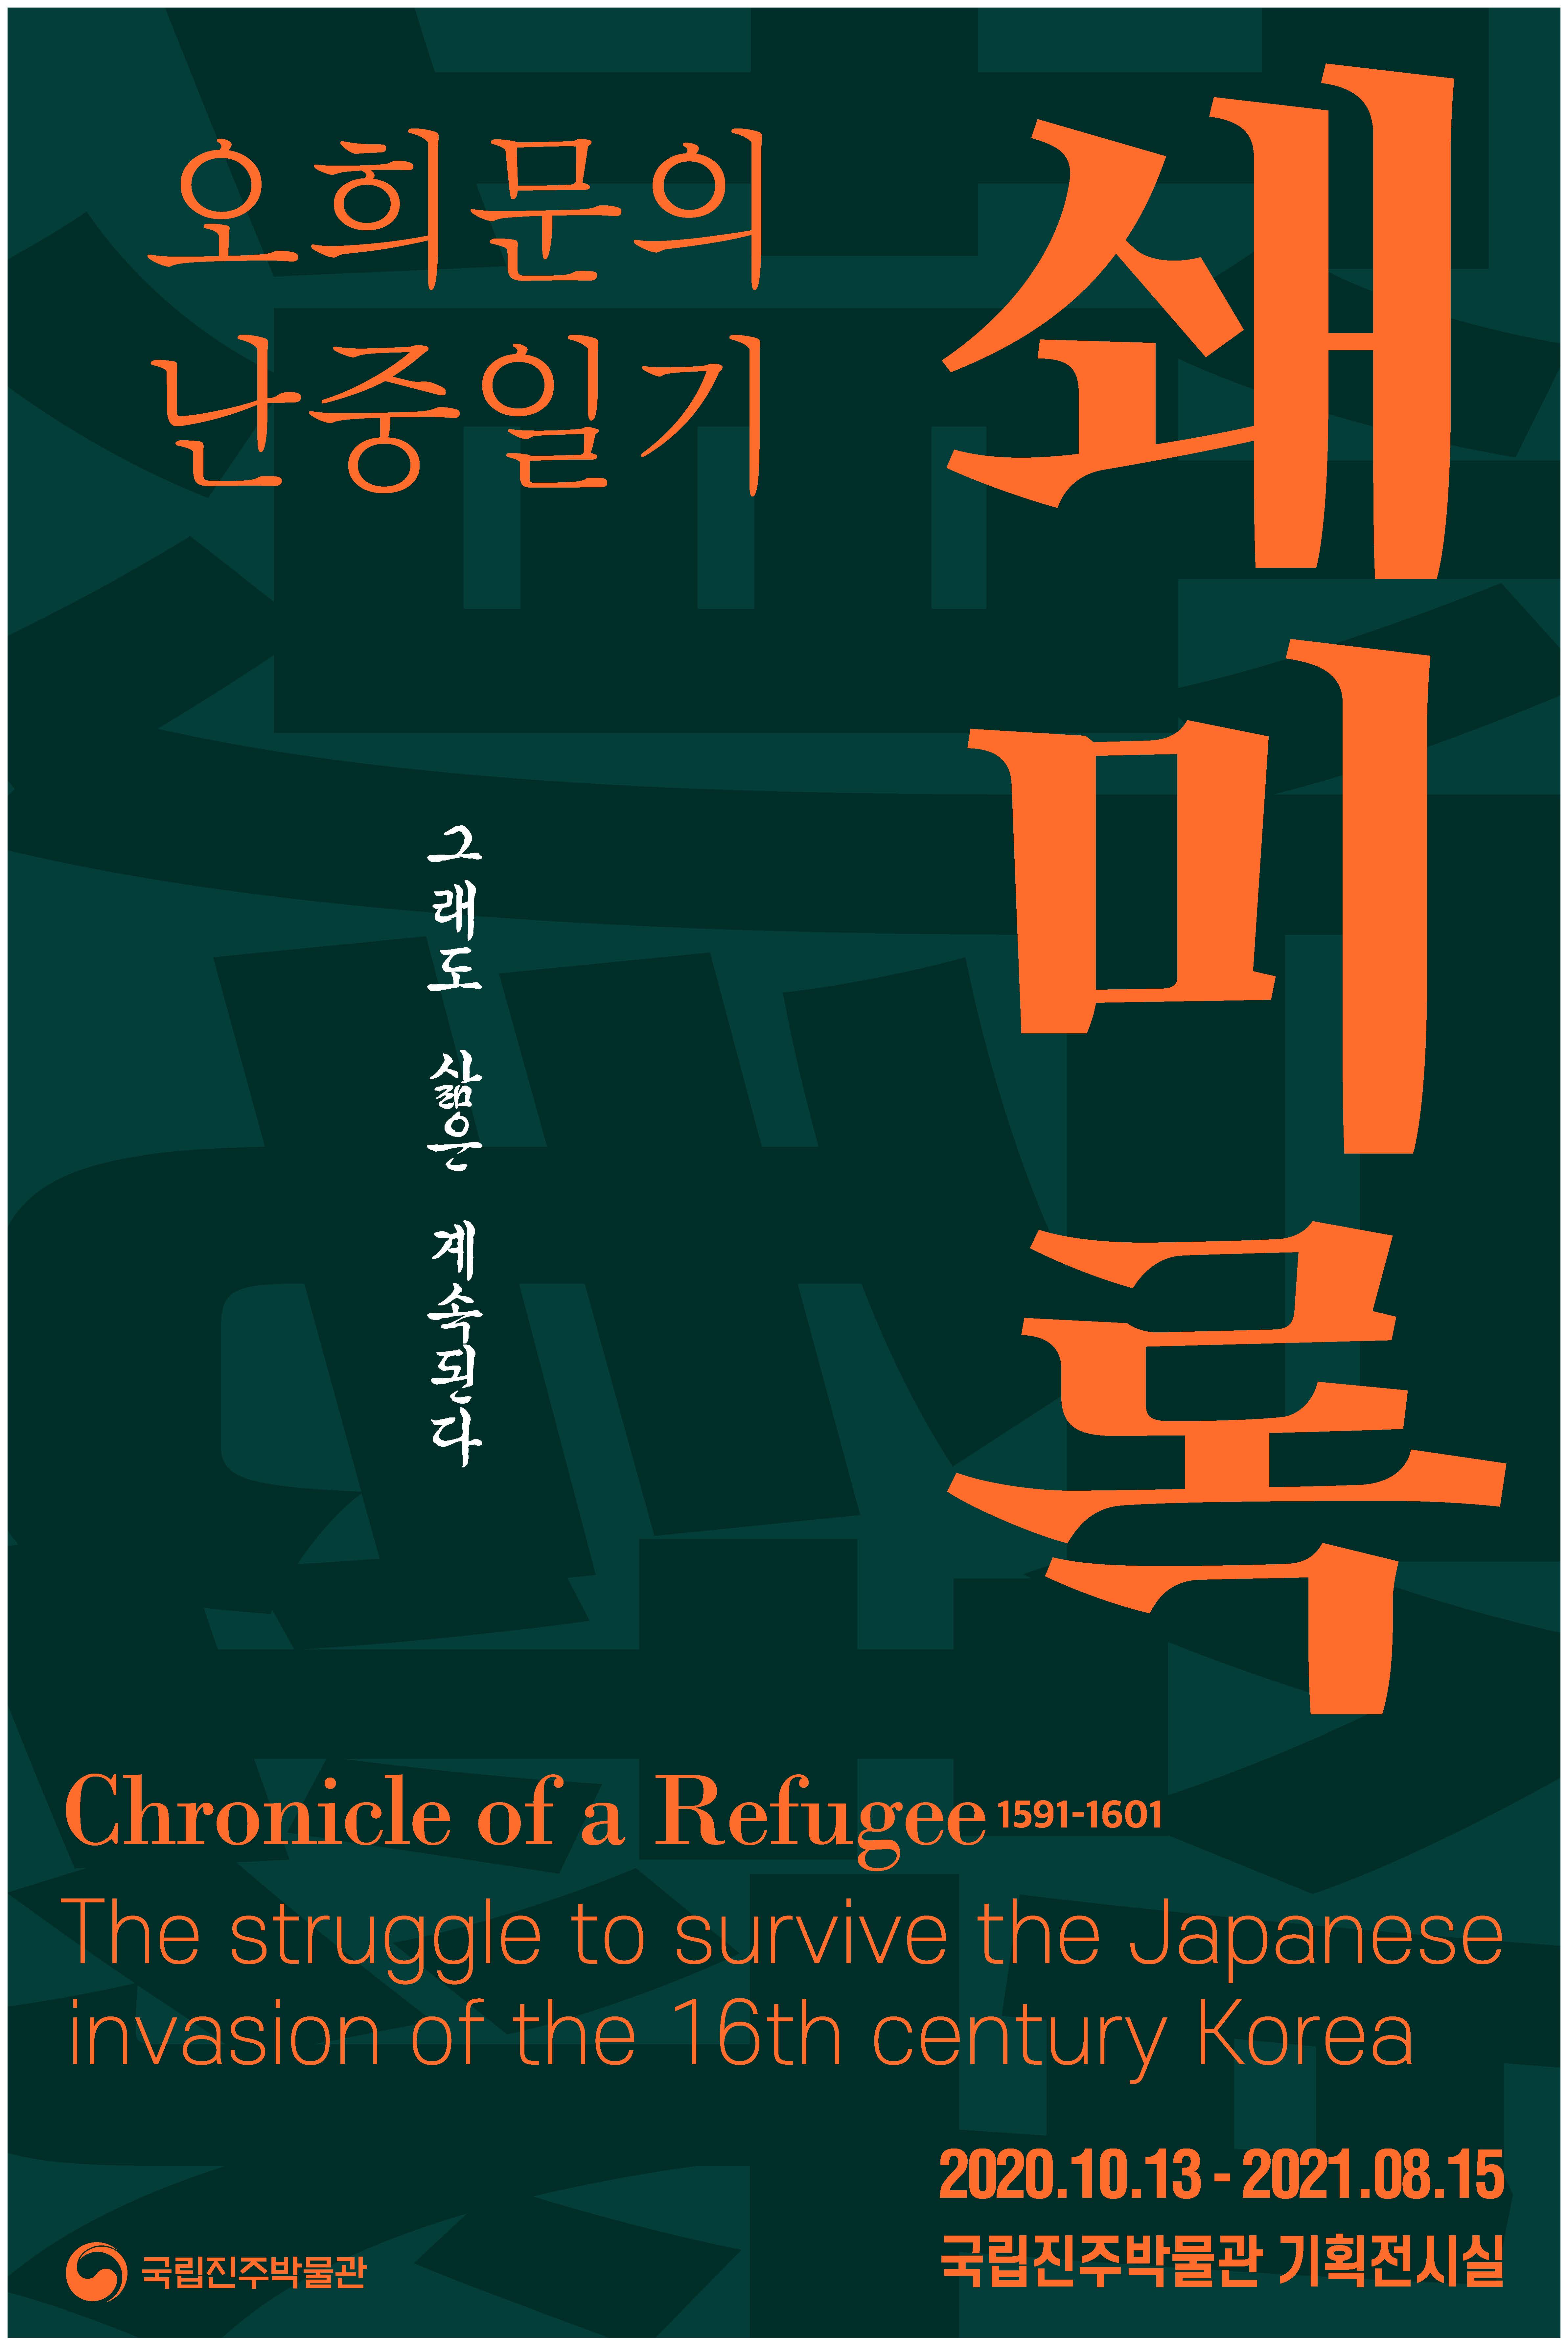 오희문의
난중일기
쇄미록
그래도 삶은 계속된다
Chronicle of a Refugee 1591-1601
The struggle to survive the Japanese
invasion of the 16th century Korea
2020.10.13 - 2021.08.15
국립진주박물관 기획전시실
국립진주박물관